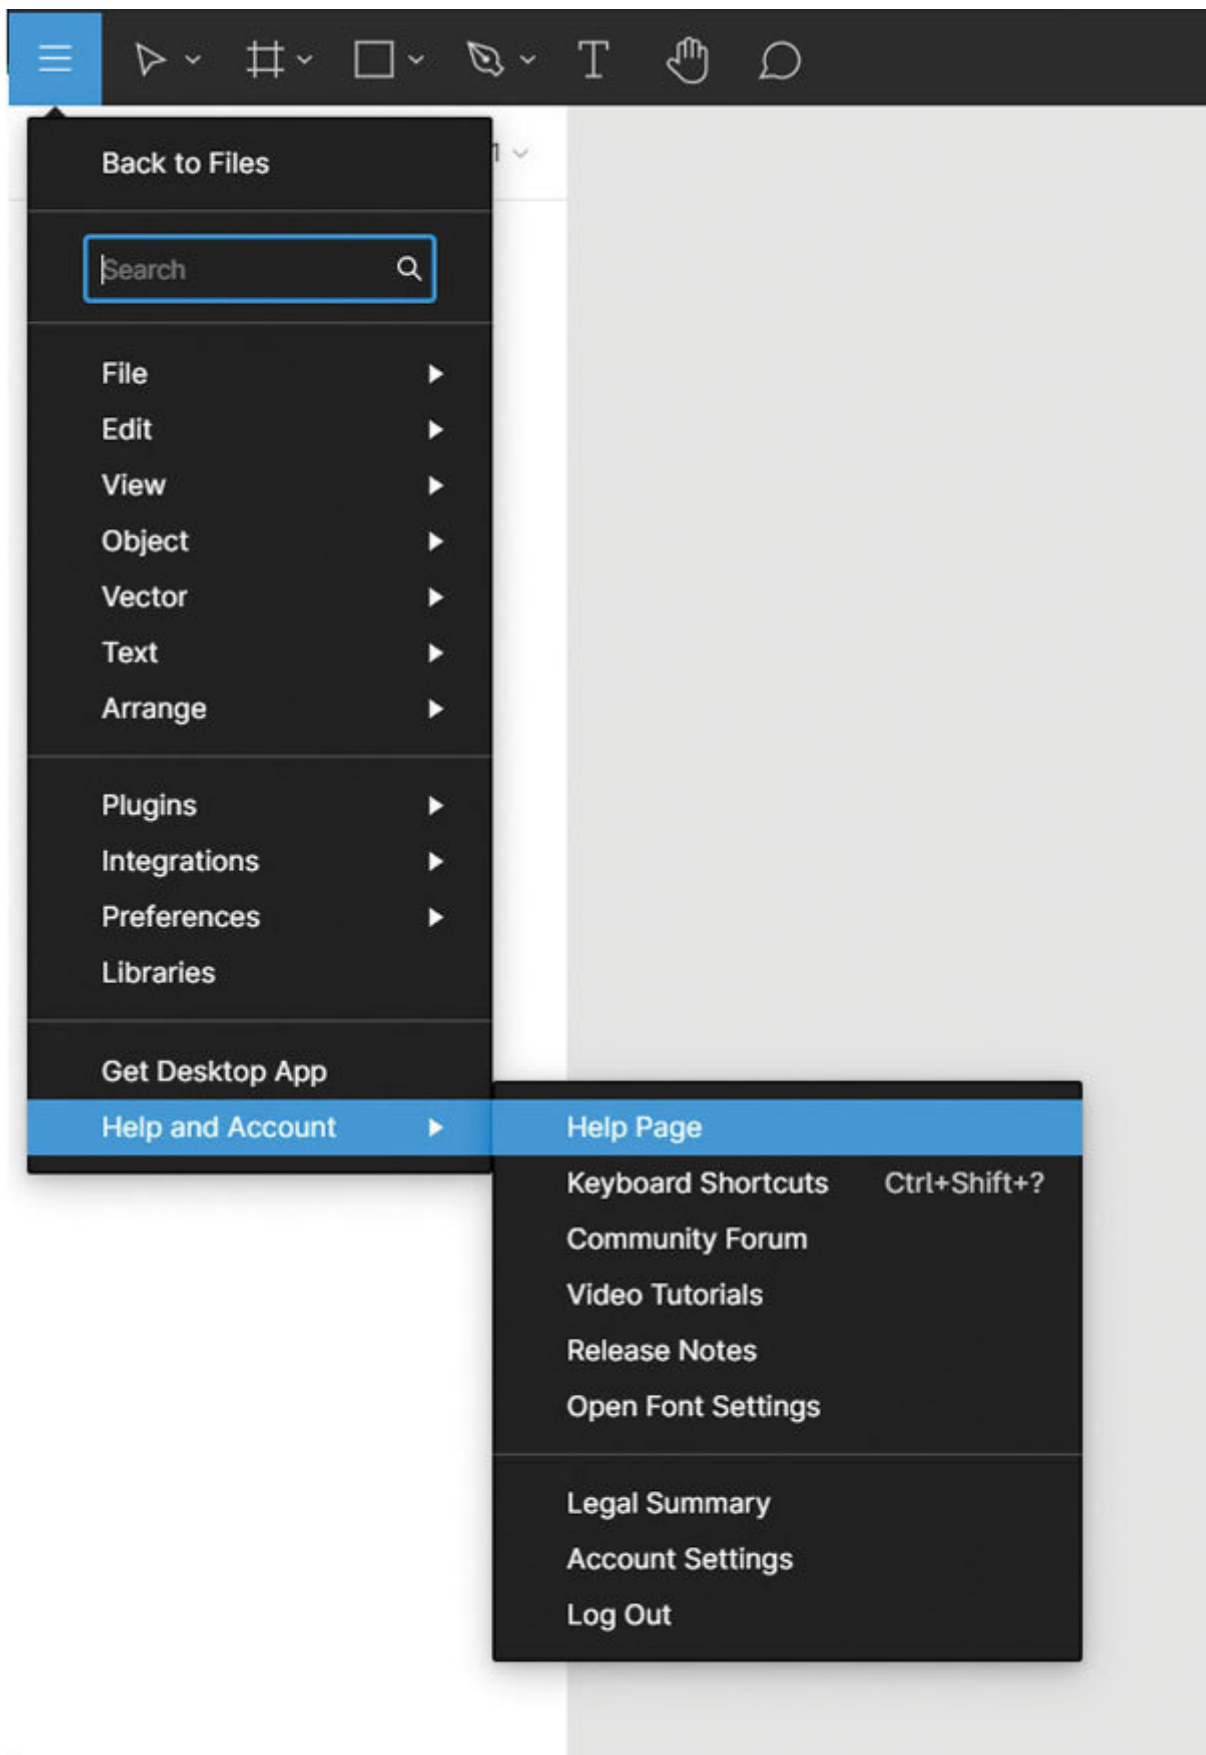 Back to Files
1
Search
File
Edit
View
Object
Vector
Text
Arrange
Plugins
Integrations
Preferences
Libraries
Get Desktop App
Help and Account
Help Page
Keyboard Shortcuts Ctrl+Shift+?
Community Forum
Video Tutorials
Release Notes
Open Font Settings
Legal Summary
Account Settings
Log Out